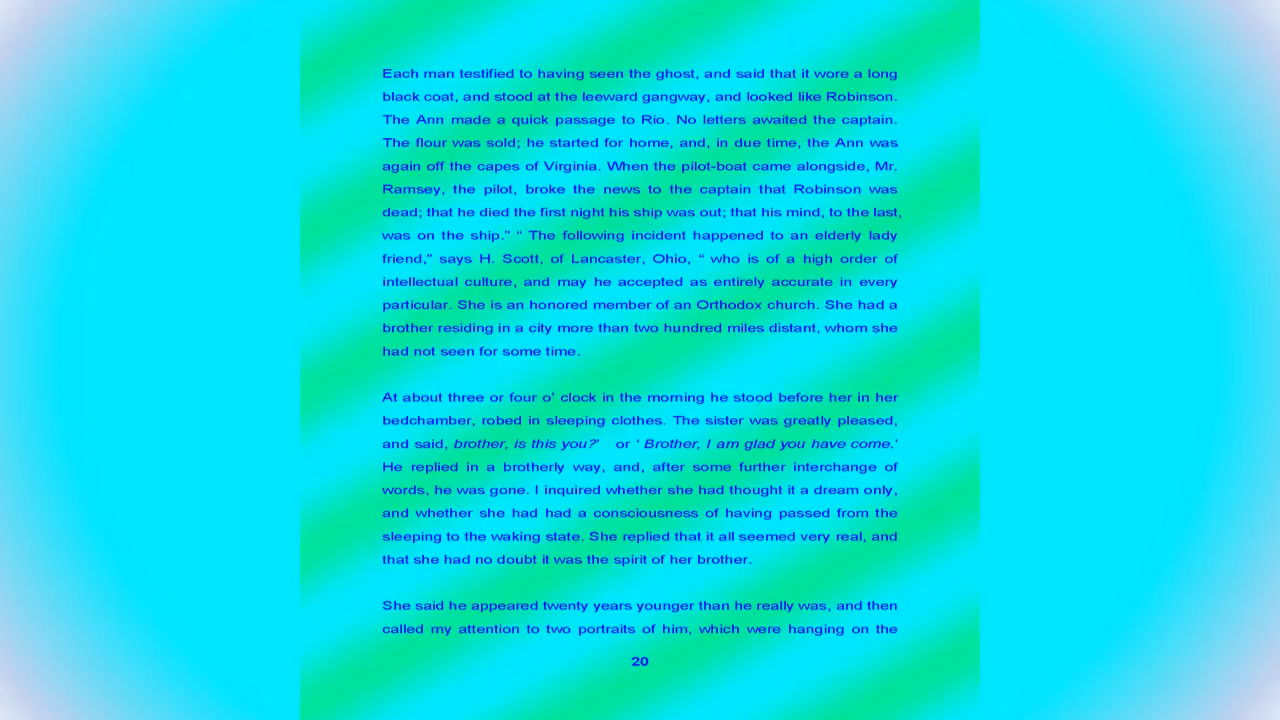 Each man testified to having seen the ghost, and said that it wore a long
black coat, and stood at the leeward gangway, and looked like Robinson.
The Ann made a quick passage to Rio. No letters awaited the captain.
The flour was sold; he started for home, and, in due time, the Ann was
again off the capes of Virginia. When the pilot-boat came alongside, Mr.
Ramsey, the pilot, broke the news to the captain that Robinson was
dead; that he died the first night his ship was out; that his mind, to the last,
was on the ship.” “ The following incident happened to an elderly lady
friend,” says H. Scott, of Lancaster, Ohio, “ who is of a high order of
intellectual culture, and may he accepted as entirely accurate in every
particular. She is an honored member of an Orthodox church. She had a
brother residing in a city more than two hundred miles distant, whom she
had not seen for some time.
At about three or four o’ clock in the morning he stood before her in her
bedchamber, robed in sleeping clothes. The sister was greatly pleased,
and said, brother, is this you?’ or ‘ Brother, I am glad you have come.’
He replied in a brotherly way, and, after some further interchange of
words, he was gone. I inquired whether she had thought it a dream only,
and whether she had had a consciousness of having passed from the
sleeping to the waking state. She replied that it all seemed very real, and
that she had no doubt it was the spirit of her brother.
She said he appeared twenty years younger than he really was, and then
called my attention to two portraits of him, which were hanging on the
20